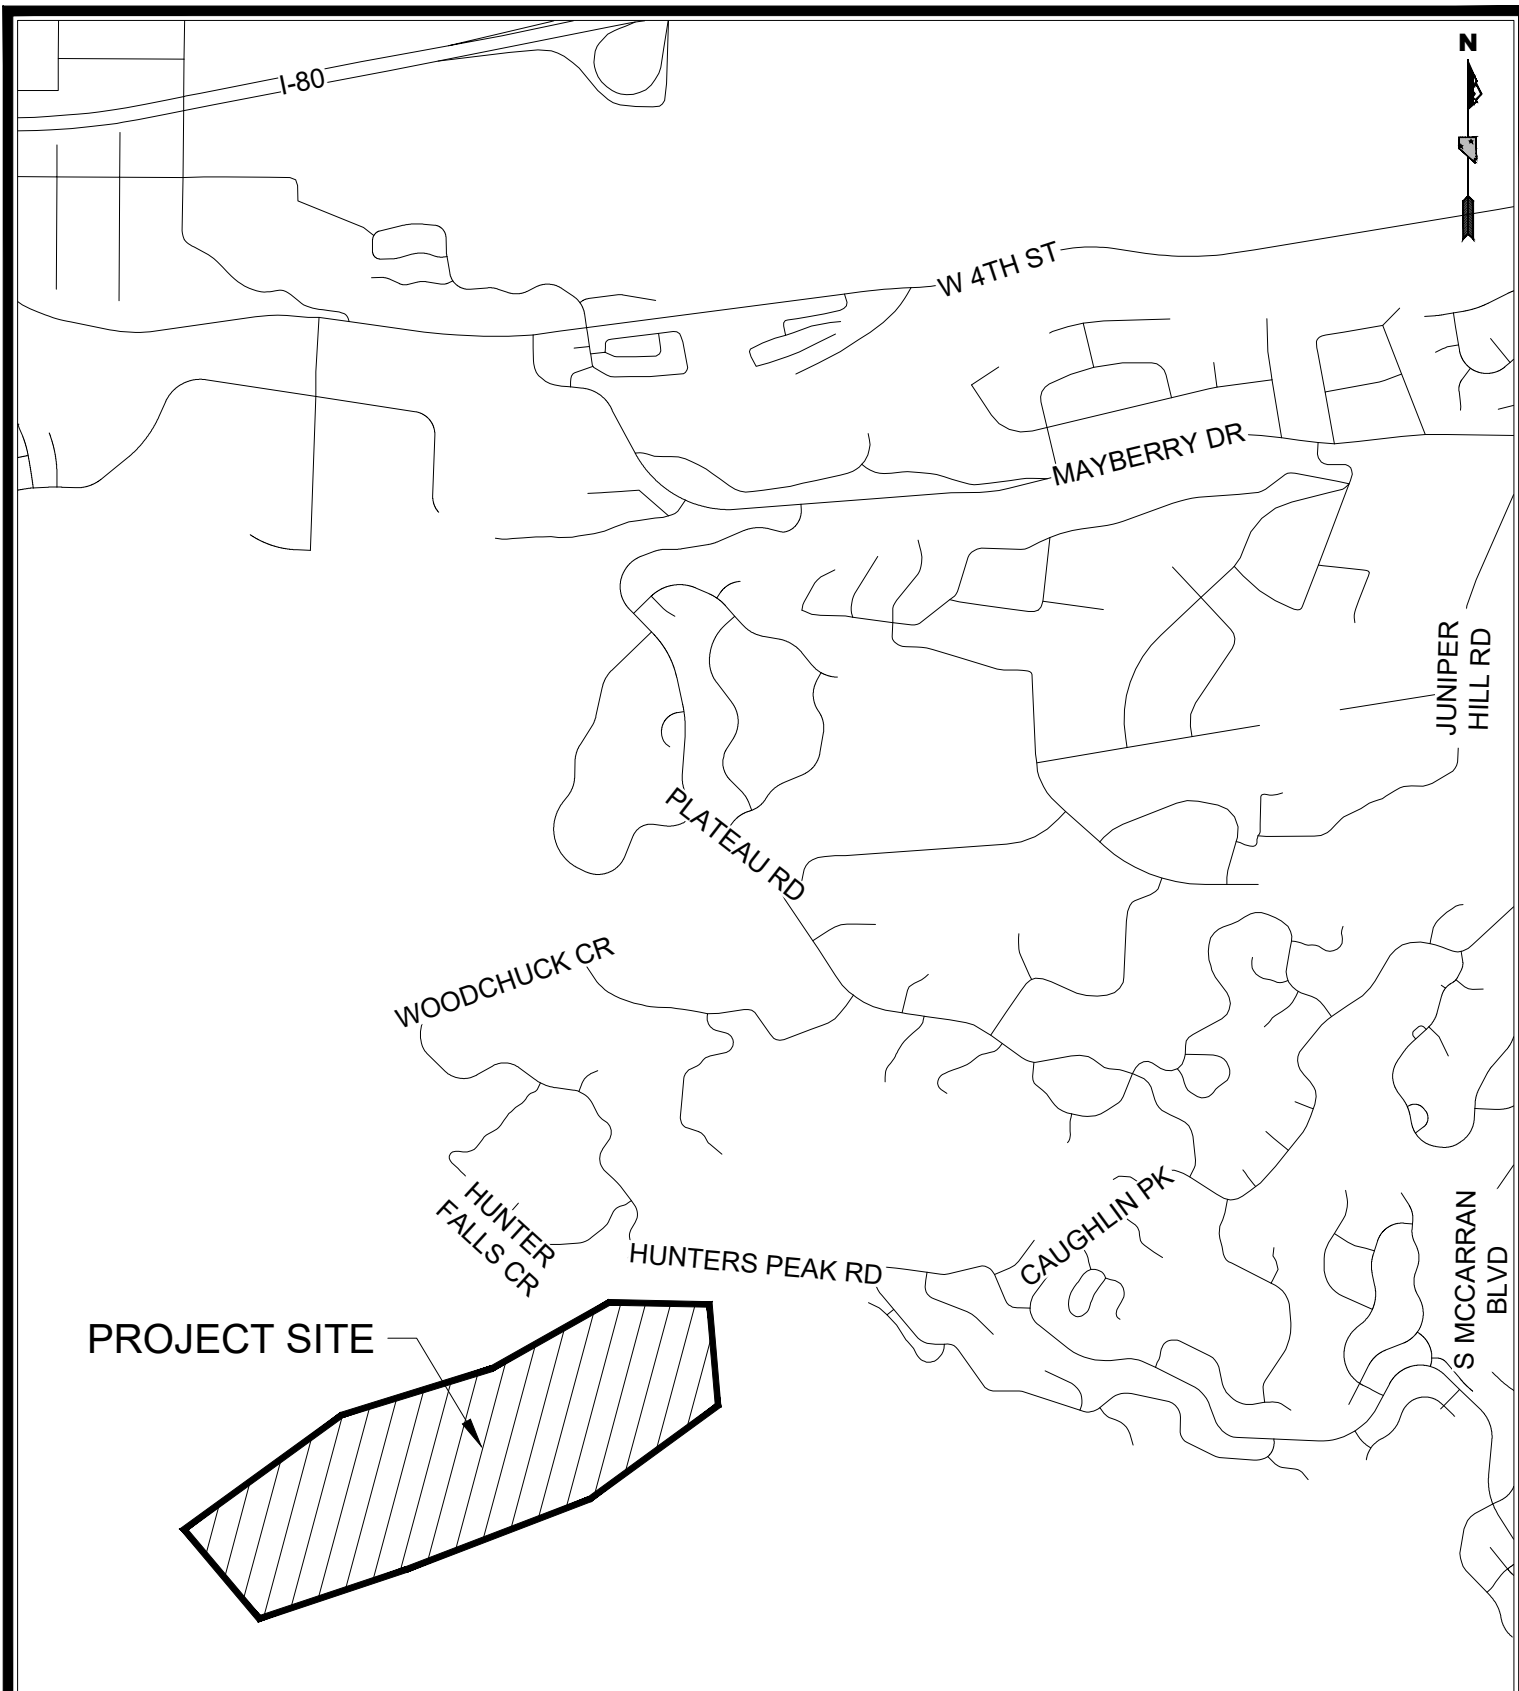 N
I-80
W 4TH ST
MAYBERRY DR
JUNIPER
HILL RD
PLATEAU RD
WOODCHUCK CR
HUNTER
FALLS CR
HUNTERS PEAK RD
CAUGHLIN PK
S MCCARRAN
BLVD
PROJECT SITE